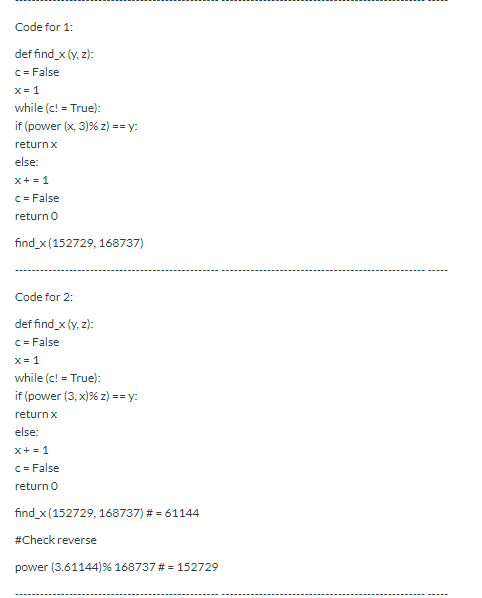 -------------------------------------------------- -------------------------------------------------- -----
Code for 1:
def find_x (y, z):
c = False
x = 1
while (c! = True):
if (power (x, 3)% z) == y:
return x
else:
x + = 1
c = False
return 0
find_x (152729, 168737)
-------------------------------------------------- -------------------------------------------------- -----
Code for 2:
def find_x (y, z):
c = False
x = 1
while (c! = True):
if (power (3, x)% z) == y:
return x
else:
x + = 1
c = False
return 0
find_x (152729, 168737) # = 61144
#Check reverse
power (3.61144)% 168737 # = 152729
-------------------------------------------------- -------------------------------------------------- -----